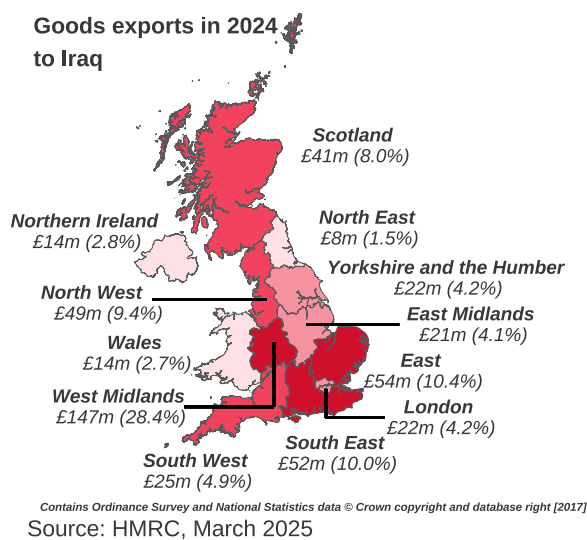 Goods exports in 2024
to Iraq
Scotland
£41m (8.0%)
Northern Ireland
£14m (2.8%)
North East
£8m (1.5%)
Yorkshire and the Humber
£22m (4.2%)
North West
£49m (9.4%)
East Midlands
£21m (4.1%)
Wales
£14m (2.7%)
East
£54m (10.4%)
West Midlands
£147m (28.4%)
London
£22m (4.2%)
South East
£52m (10.0%)
South West
£25m (4.9%)
Contains Ordinance Survey and National Statistics data © Crown copyright and database right [2017]
Source: HMRC, March 2025